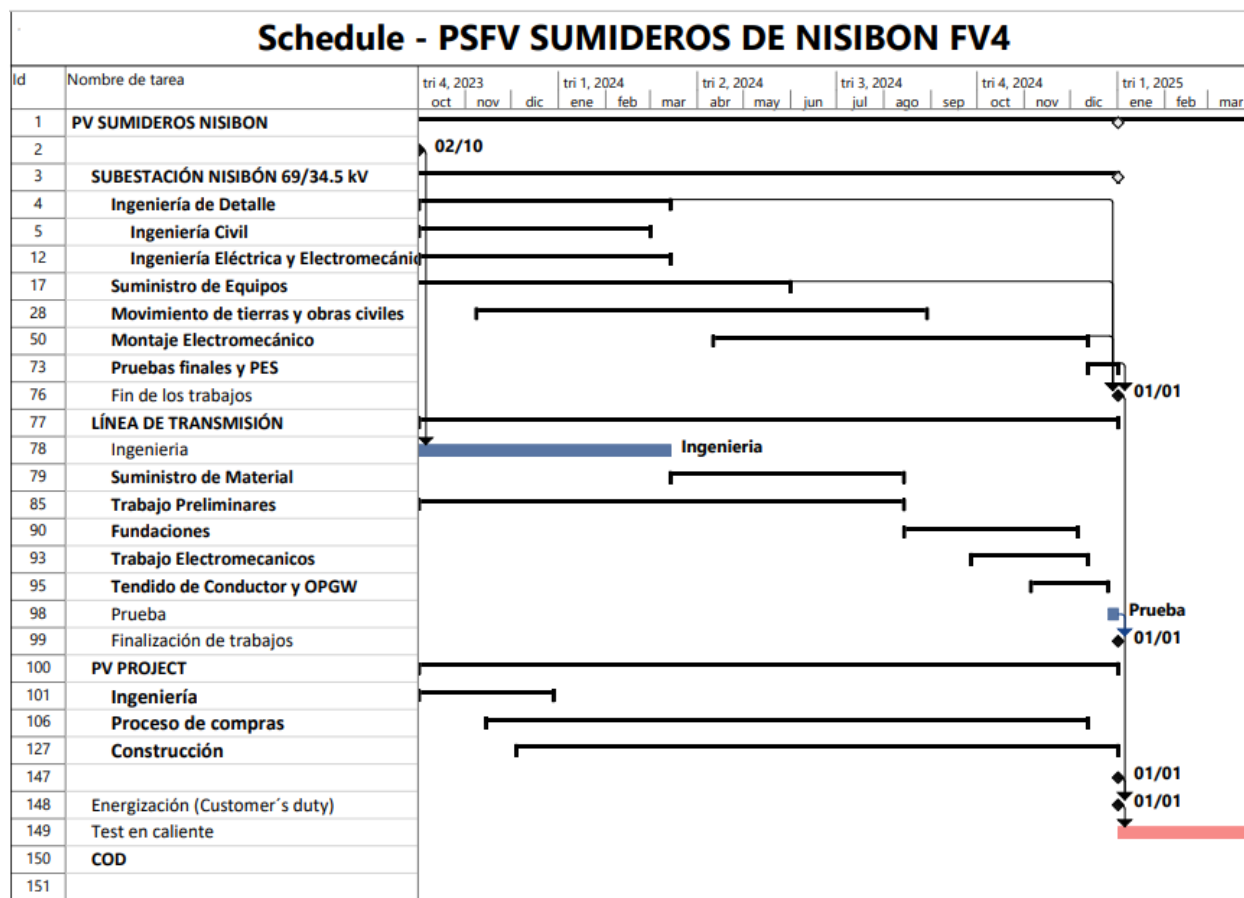 Schedule - PSFV SUMIDEROS DE NISIBON FV4
Id Nombre de tarea tri 4, 2023 tri 1, 2024 tri 2, 2024 tri 3, 2024 tri 4, 2024 tri 1, 2025
oct nov dic ene feb mar abr may jun jul ago sep oct nov dic ene feb mar
1 PV SUMIDEROS NISIBON
2 02/10
3 SUBESTACIÓN NISIBÓN 69/34.5 kV
4 Ingeniería de Detalle
5 Ingeniería Civil
12 Ingeniería Eléctrica y Electromecánic
17 Suministro de Equipos
28 Movimiento de tierras y obras civiles
50 Montaje Electromecánico
73 Pruebas finales y PES
76 Fin de los trabajos 01/01
77 LÍNEA DE TRANSMISIÓN
78 Ingenieria Ingenieria
79 Suministro de Material
85 Trabajo Preliminares
90 Fundaciones
93 Trabajo Electromecanicos
95 Tendido de Conductor y OPGW
98 Prueba Prueba
99 Finalización de trabajos 01/01
100 PV PROJECT
101 Ingeniería
106 Proceso de compras
127 Construcción
147 01/01
148 Energización (Customer´s duty) 01/01
149 Test en caliente
150 COD
151